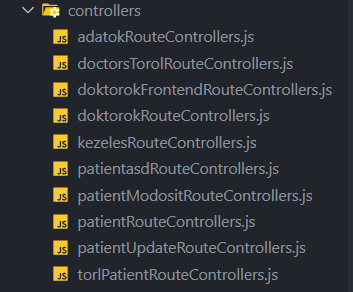 controllers
JS adatokRouteControllers.js
JS doctorsTorolRouteControllers.js
JS doktorokFrontendRouteControllers.js
JS doktorokRouteControllers.js
JS kezelesRouteControllers.js
JS patientasdRouteControllers.js
JS patientModositRouteControllers.js
JS patientRouteControllers.js
JS patientUpdateRouteControllers.js
JS torlPatientRouteControllers.js